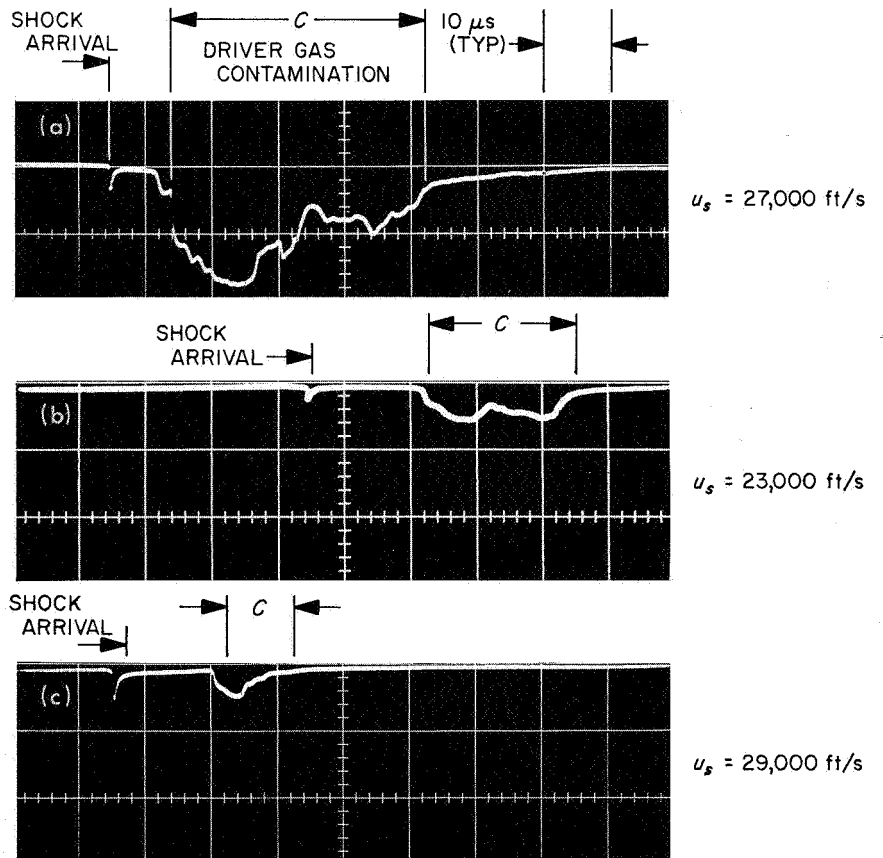 SHOCK
ARRIVAL
C
DRIVER GAS
CONTAMINATION
10 μs
(TYP)
(a)
u_s = 27,000 ft/s
SHOCK
ARRIVAL
C
(b)
u_s = 23,000 ft/s
SHOCK
ARRIVAL
C
(c)
u_s = 29,000 ft/s